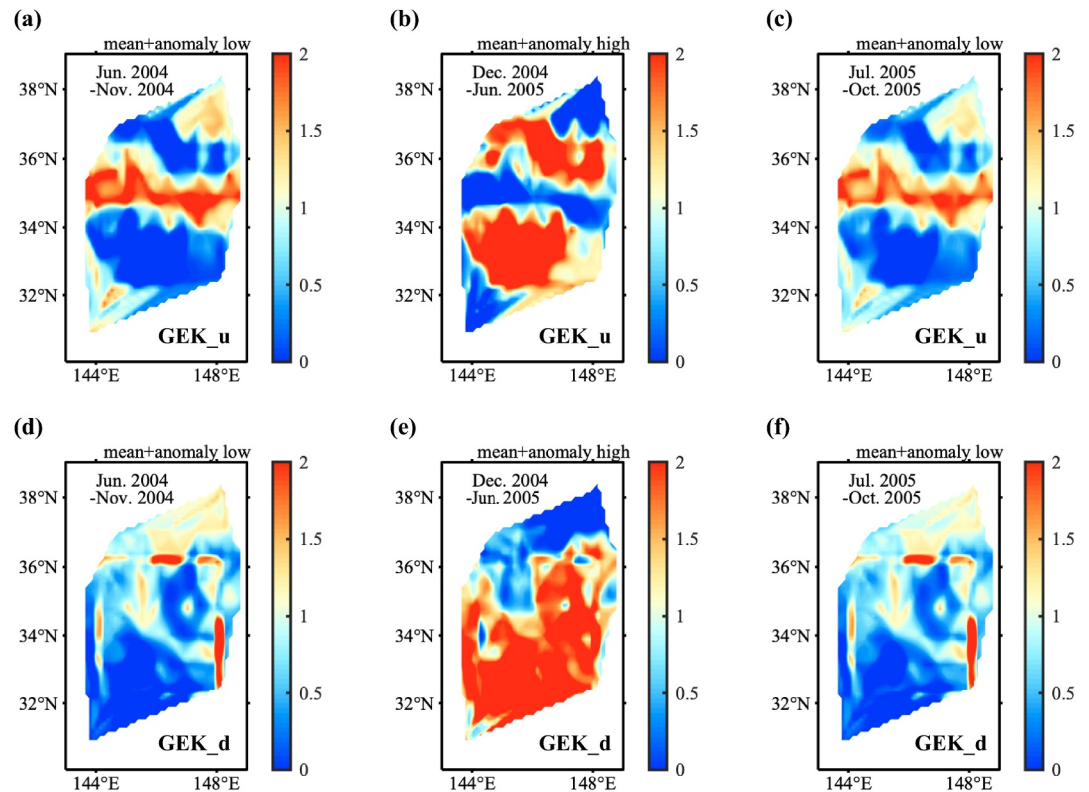 (a)
mean+anomaly low
Jun. 2004
-Nov. 2004
38°N
36°N
34°N
32°N
144°E
148°E
GEK_u
2
1.5
1
0.5
0
(b)
mean+anomaly high
Dec. 2004
-Jun. 2005
38°N
36°N
34°N
32°N
144°E
148°E
GEK_u
2
1.5
1
0.5
0
(c)
mean+anomaly low
Jul. 2005
-Oct. 2005
38°N
36°N
34°N
32°N
144°E
148°E
GEK_u
2
1.5
1
0.5
0
(d)
mean+anomaly low
Jun. 2004
-Nov. 2004
38°N
36°N
34°N
32°N
144°E
148°E
GEK_d
2
1.5
1
0.5
0
(e)
mean+anomaly high
Dec. 2004
-Jun. 2005
38°N
36°N
34°N
32°N
144°E
148°E
GEK_d
2
1.5
1
0.5
0
(f)
mean+anomaly low
Jul. 2005
-Oct. 2005
38°N
36°N
34°N
32°N
144°E
148°E
GEK_d
2
1.5
1
0.5
0